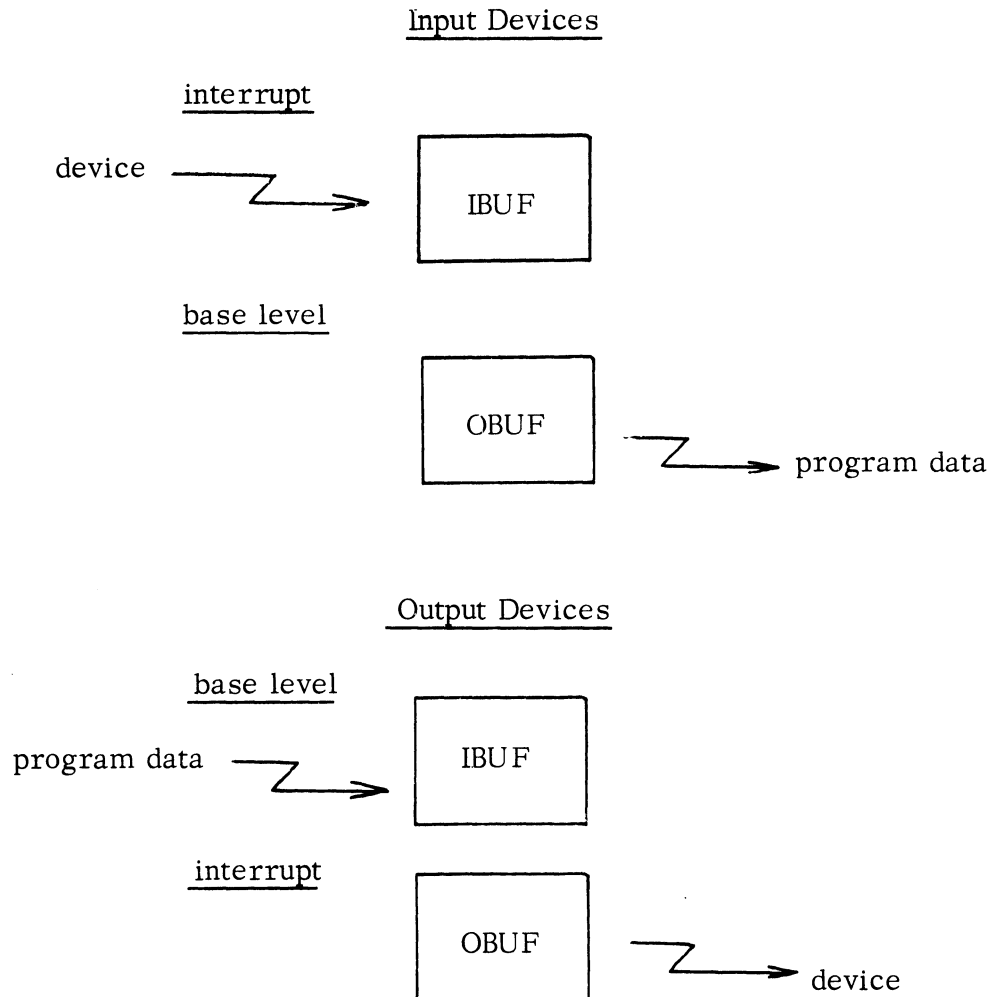 Input Devices
interrupt
device
IBUF
base level
OBUF
program data
Output Devices
base level
program data
IBUF
interrupt
OBUF
device